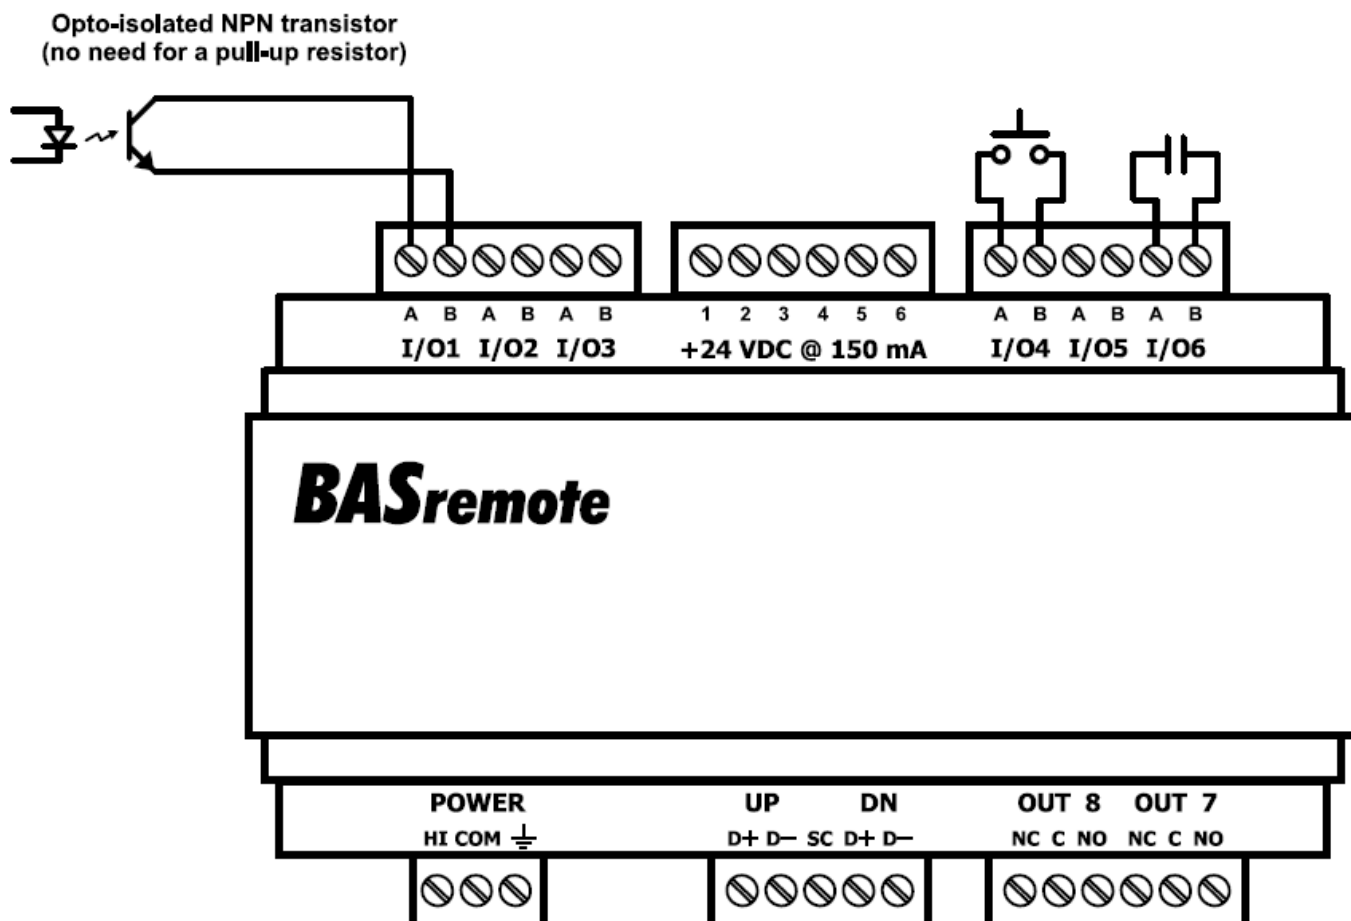 Opto-isolated NPN transistor
(no need for a pull-up resistor)
A B A B A B
I/O1 I/O2 I/O3
1 2 3 4 5 6
+24 VDC @ 150 mA
A B A B A B
I/O4 I/O5 I/O6
BASremote
POWER
HI COM
UP DN
D+ D− SC D+ D−
OUT 8 OUT 7
NC C NO NC C NO